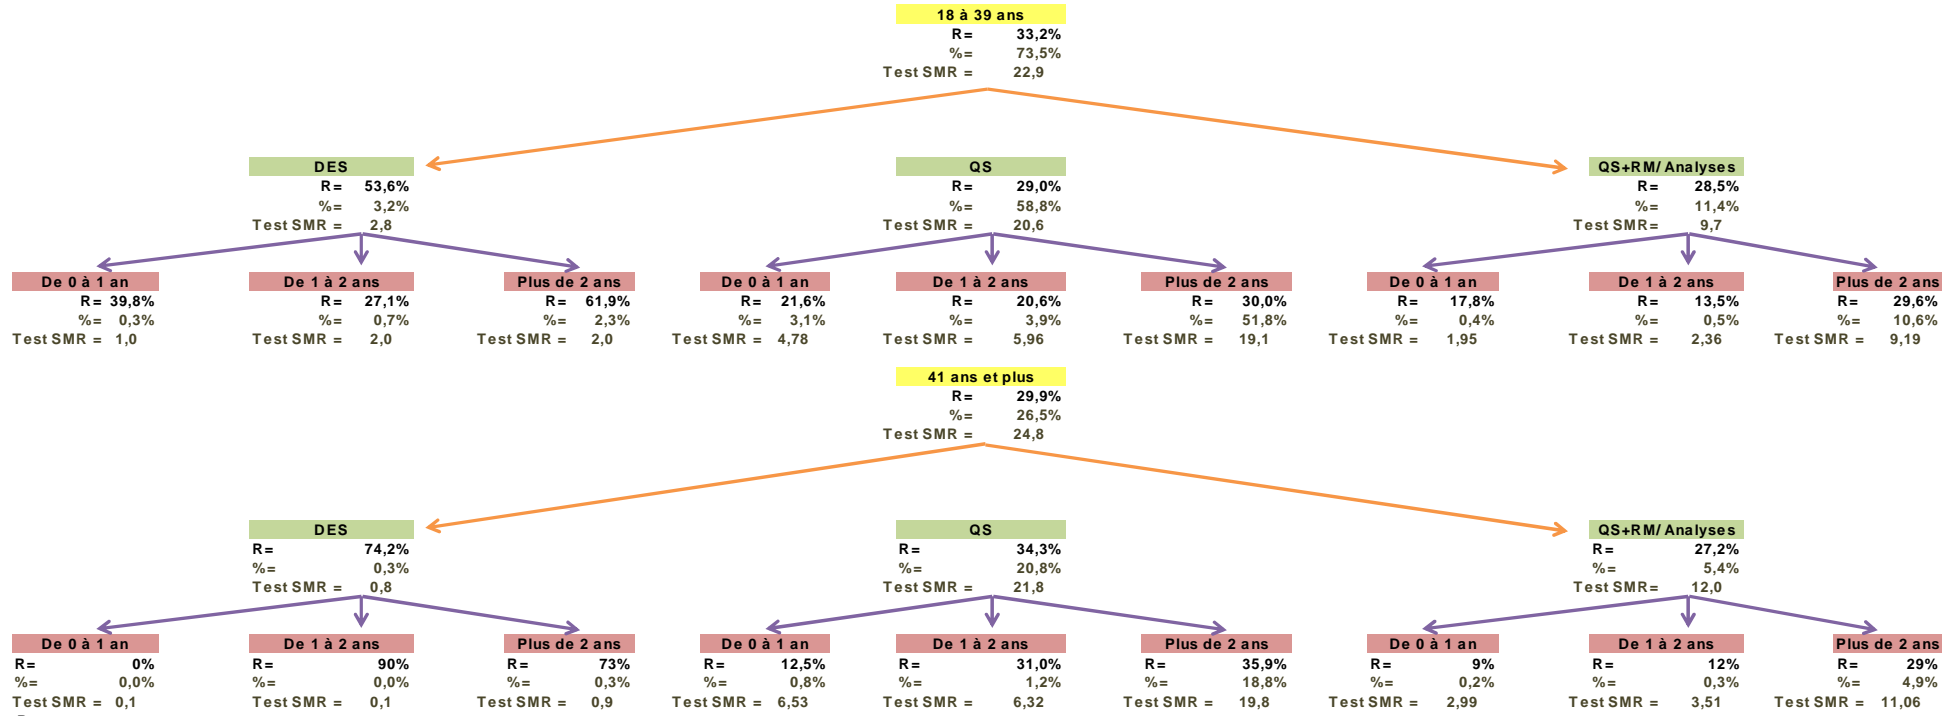 18 à 39 ans
R= 33,2%
%= 73,5%
Test SMR = 22,9
DES QS QS+RM/Analyses
R= 53,6% R= 29,0% R= 28,5%
%= 3,2% %= 58,8% %= 11,4%
Test SMR = 2,8 Test SMR = 20,6 Test SMR= 9,7
De 0 à 1 an De 1 à 2 ans Plus de 2 ans De 0 à 1 an De 1 à 2 ans Plus de 2 ans De 0 à 1 an De 1 à 2 ans Plus de 2 ans
R= 39,8% R= 27,1% R= 61,9% R= 21,6% R= 20,6% R= 30,0% R= 17,8% R= 13,5% R= 29,6%
%= 0,3% %= 0,7% %= 2,3% %= 3,1% %= 3,9% %= 51,8% %= 0,4% %= 0,5% %= 10,6%
Test SMR = 1,0 Test SMR = 2,0 Test SMR = 2,0 Test SMR = 4,78 Test SMR = 5,96 Test SMR = 19,1 Test SMR = 1,95 Test SMR = 2,36 Test SMR = 9,19
41 ans et plus
R= 29,9%
%= 26,5%
Test SMR = 24,8
DES QS QS+RM/Analyses
R= 74,2% R= 34,3% R= 27,2%
%= 0,3% %= 20,8% %= 5,4%
Test SMR = 0,8 Test SMR = 21,8 Test SMR= 12,0
De 0 à 1 an De 1 à 2 ans Plus de 2 ans De 0 à 1 an De 1 à 2 ans Plus de 2 ans De 0 à 1 an De 1 à 2 ans Plus de 2 ans
R= 0% R= 90% R= 73% R= 12,5% R= 31,0% R= 35,9% R= 9% R= 12% R= 29%
%= 0,0% %= 0,0% %= 0,3% %= 0,8% %= 1,2% %= 18,8% %= 0,2% %= 0,3% %= 4,9%
Test SMR = 0,1 Test SMR = 0,1 Test SMR = 0,9 Test SMR = 6,53 Test SMR = 6,32 Test SMR = 19,8 Test SMR = 2,99 Test SMR = 3,51 Test SMR = 11,06